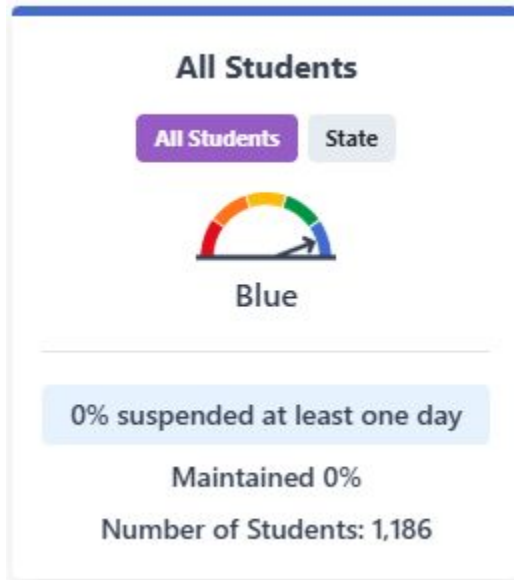 All Students
All Students State
Blue
0% suspended at least one day
Maintained 0%
Number of Students: 1,186